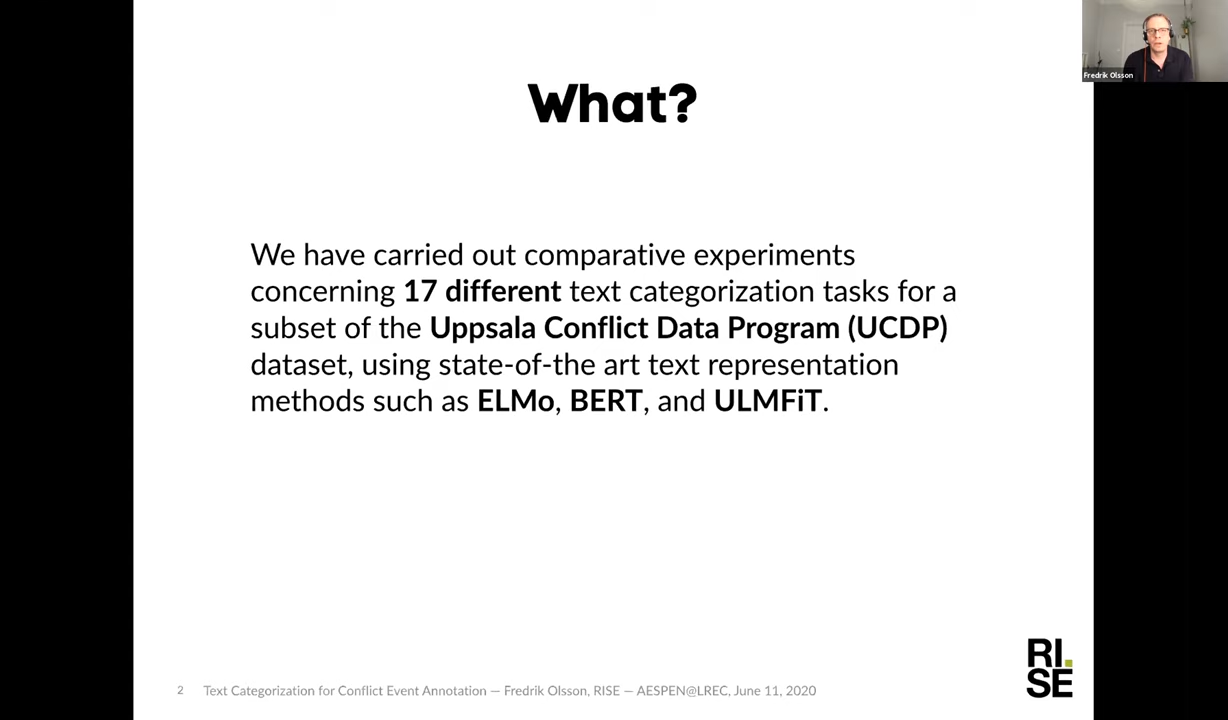 Fredrik Olsson
What?
We have carried out comparative experiments
concerning 17 different text categorization tasks for a
subset of the Uppsala Conflict Data Program (UCDP)
dataset, using state-of-the art text representation
methods such as ELMo, BERT, and ULMFiT.
RI.
SE
2 Text Categorization for Conflict Event Annotation — Fredrik Olsson, RISE — AESPEN@LREC, June 11, 2020